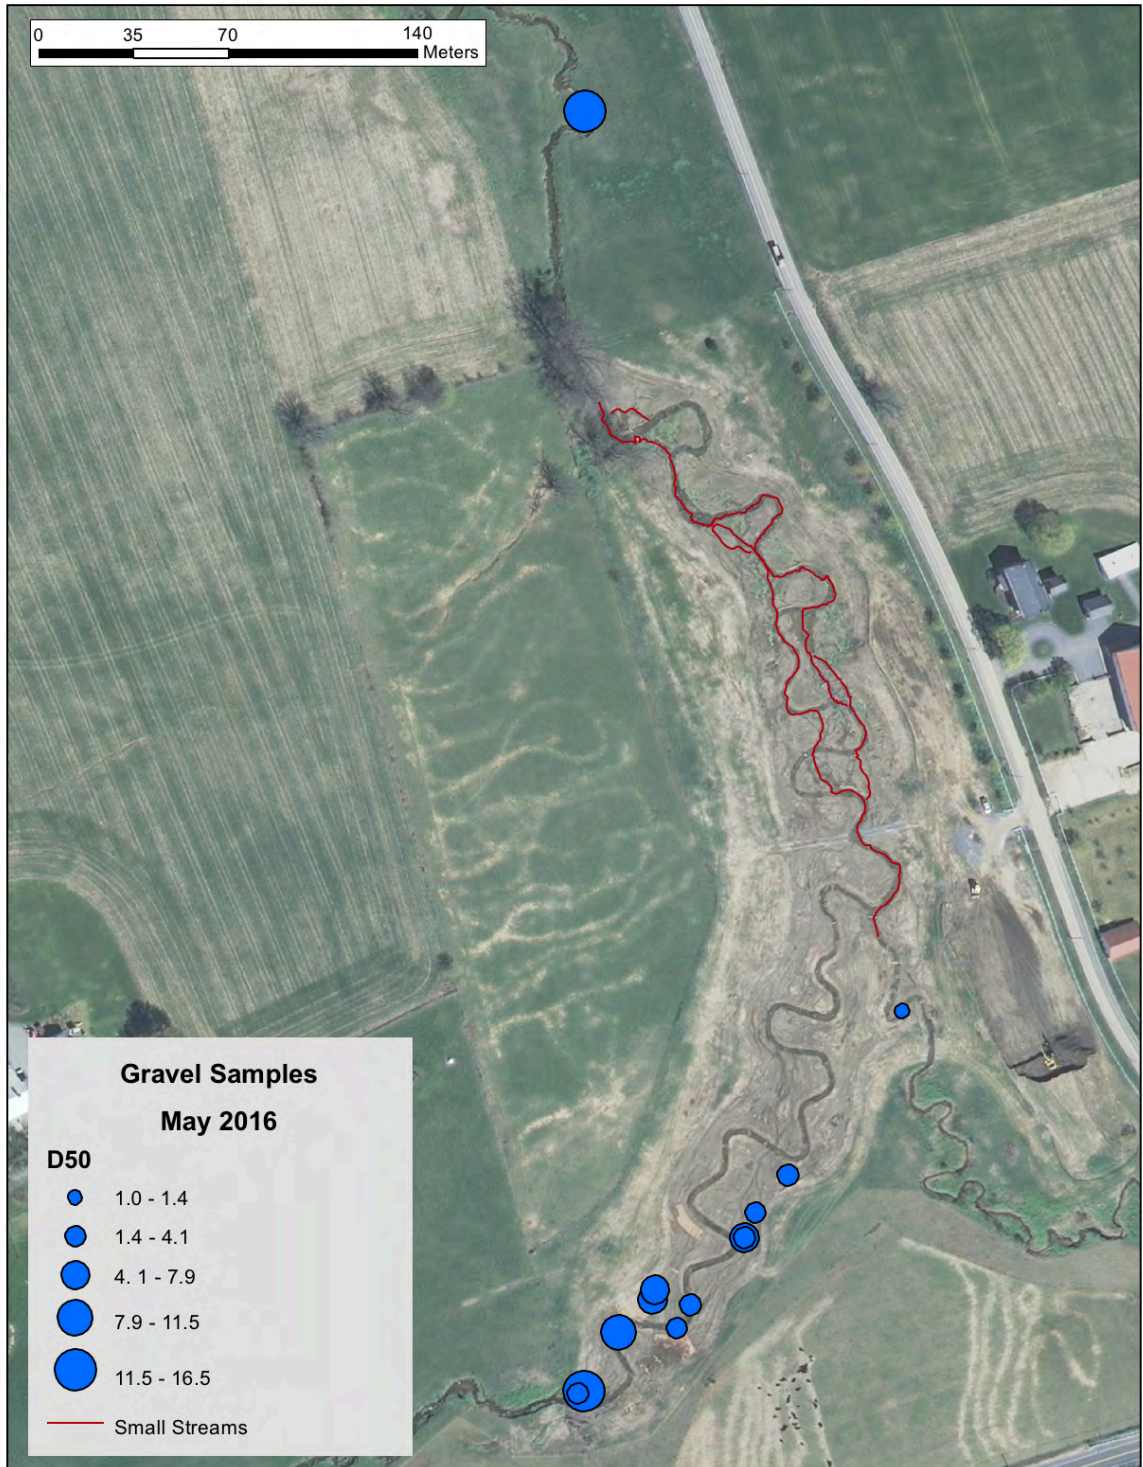 0 35 70 140
Meters
Gravel Samples
May 2016
D50
1.0 - 1.4
1.4 - 4.1
4. 1 - 7.9
7.9 - 11.5
11.5 - 16.5
Small Streams